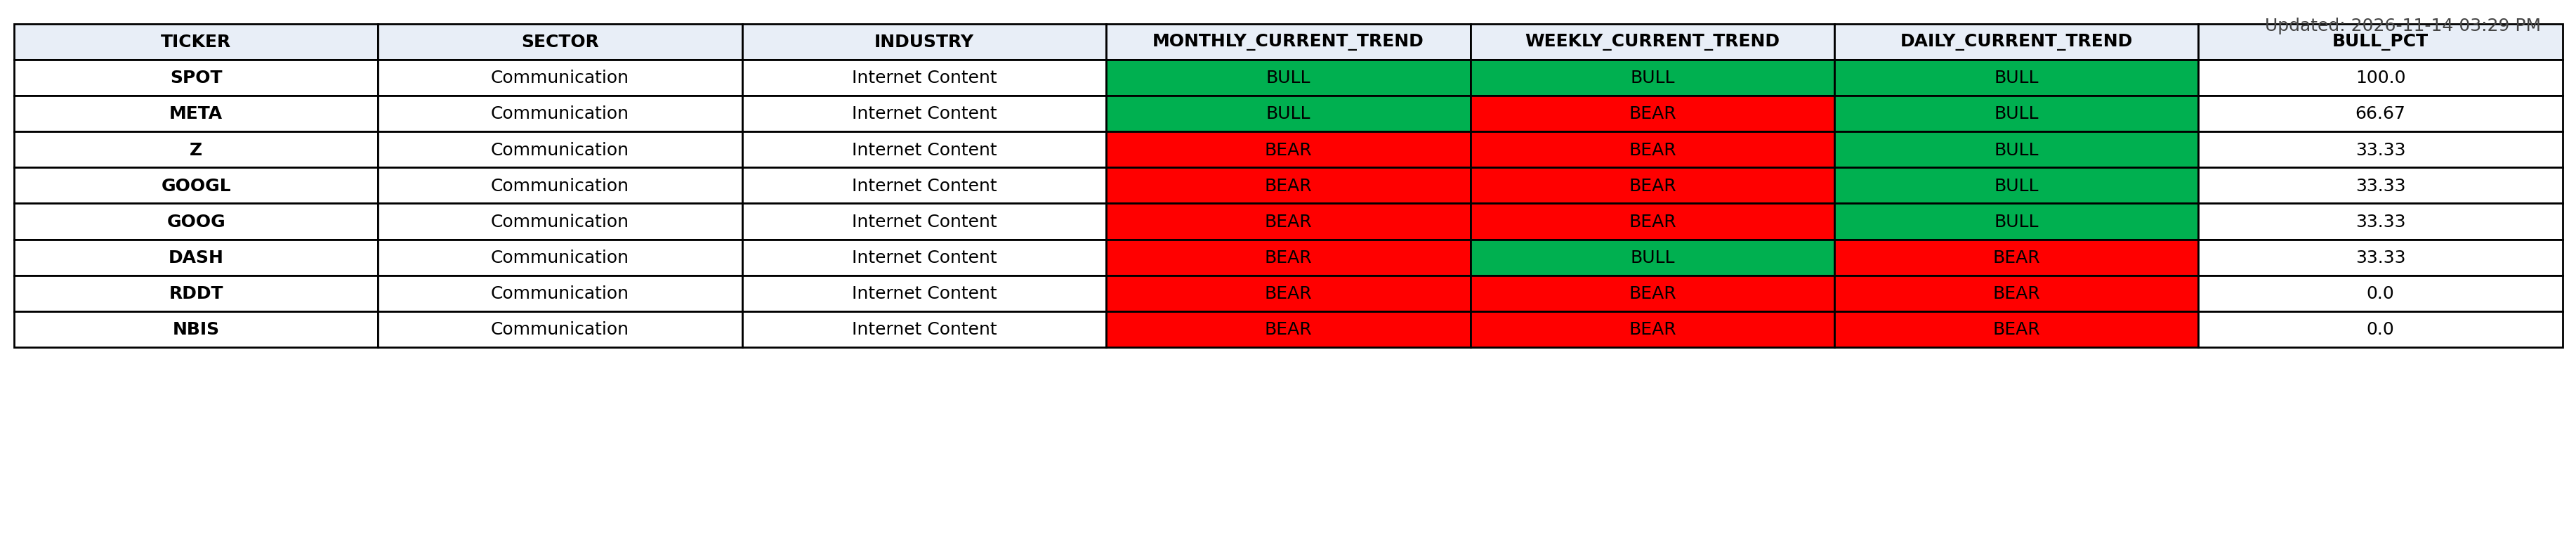 Updated: 2026-11-14 03:29 PM
TICKER SECTOR INDUSTRY MONTHLY_CURRENT_TREND WEEKLY_CURRENT_TREND DAILY_CURRENT_TREND BULL_PCT
SPOT Communication Internet Content BULL BULL BULL 100.0
META Communication Internet Content BULL BEAR BULL 66.67
Z Communication Internet Content BEAR BEAR BULL 33.33
GOOGL Communication Internet Content BEAR BEAR BULL 33.33
GOOG Communication Internet Content BEAR BEAR BULL 33.33
DASH Communication Internet Content BEAR BULL BEAR 33.33
RDDT Communication Internet Content BEAR BEAR BEAR 0.0
NBIS Communication Internet Content BEAR BEAR BEAR 0.0